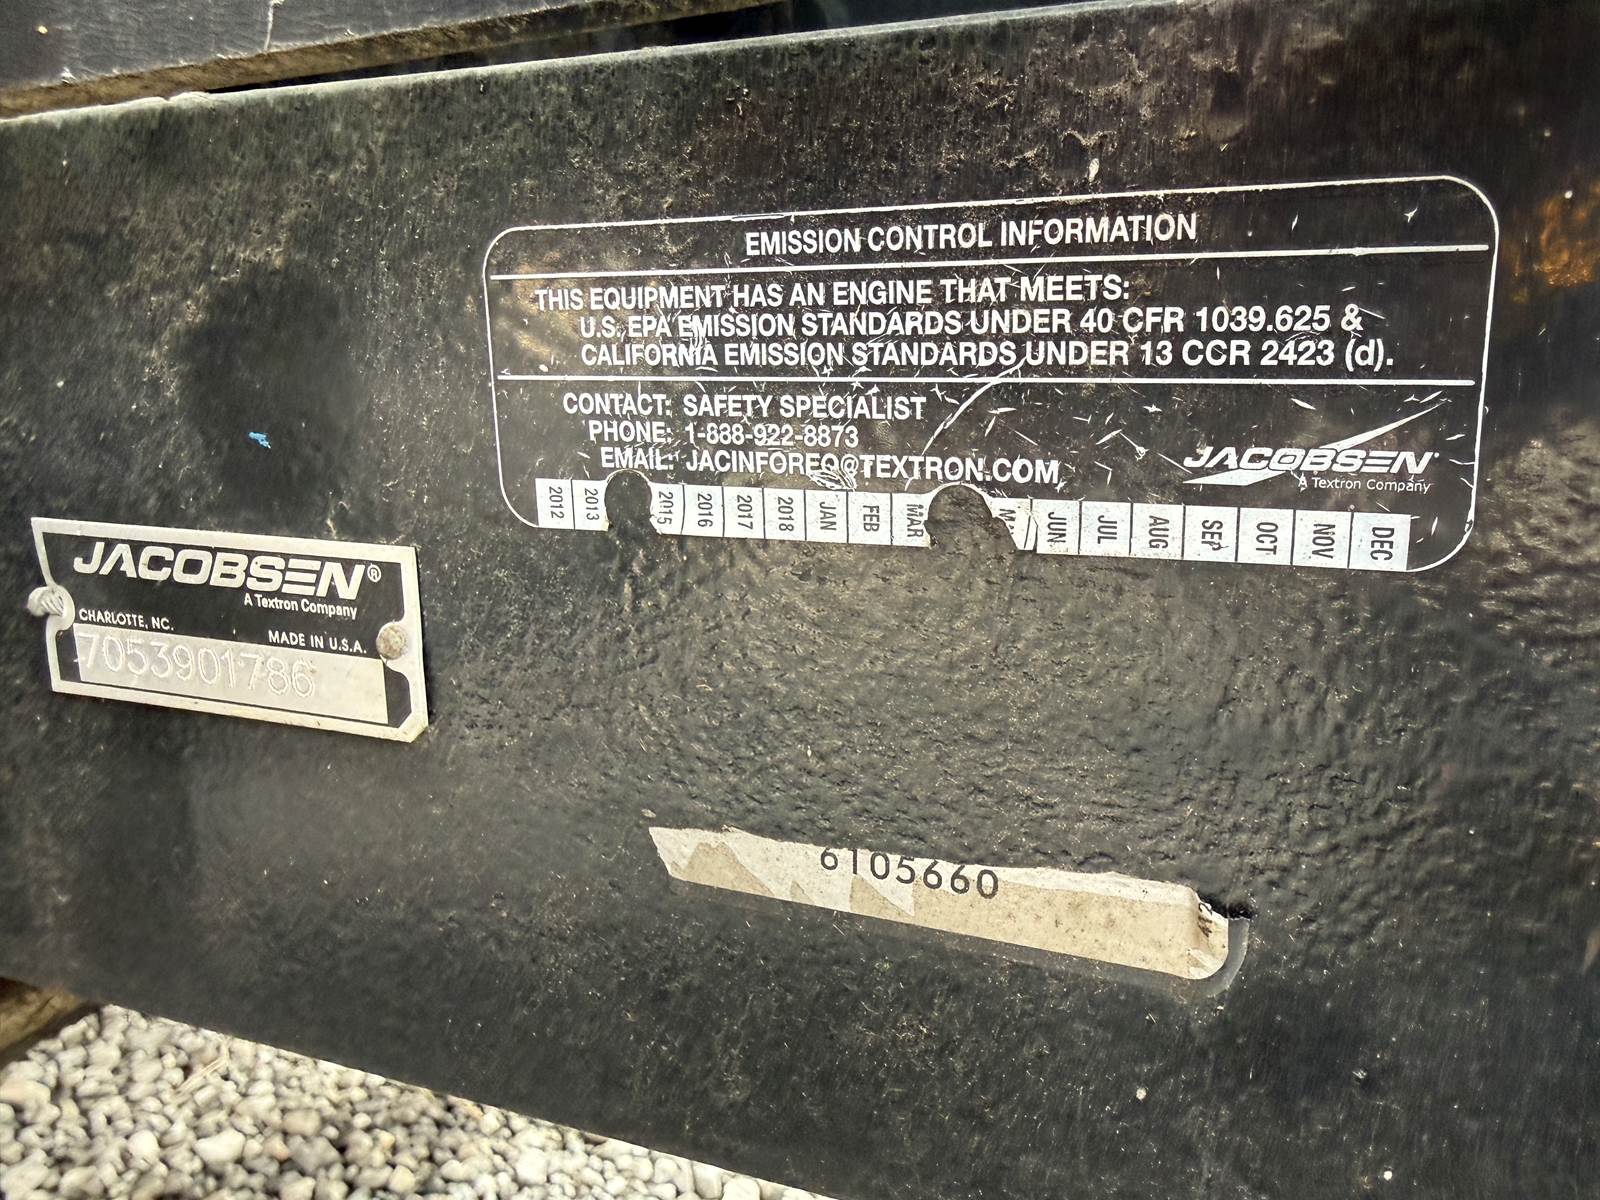 EMISSION CONTROL INFORMATION
THIS EQUIPMENT HAS AN ENGINE THAT MEETS:
U.S. EPA EMISSION STANDARDS UNDER 40 CFR 1039.625 &
CALIFORNIA EMISSION STANDARDS UNDER 13 CCR 2423 (d).
CONTACT: SAFETY SPECIALIST
PHONE: 1-888-922-8873
EMAIL: JACINFOREQ@TEXTRON.COM
JACOBSEN
A Textron Company
2012 2013 2015 2016 2017 2018 JAN FEB MAR JUN JUL AUG SEP OCT NOV DEC
JACOBSEN®
A Textron Company
CHARLOTTE, NC.
MADE IN U.S.A.
7053901786
6105660